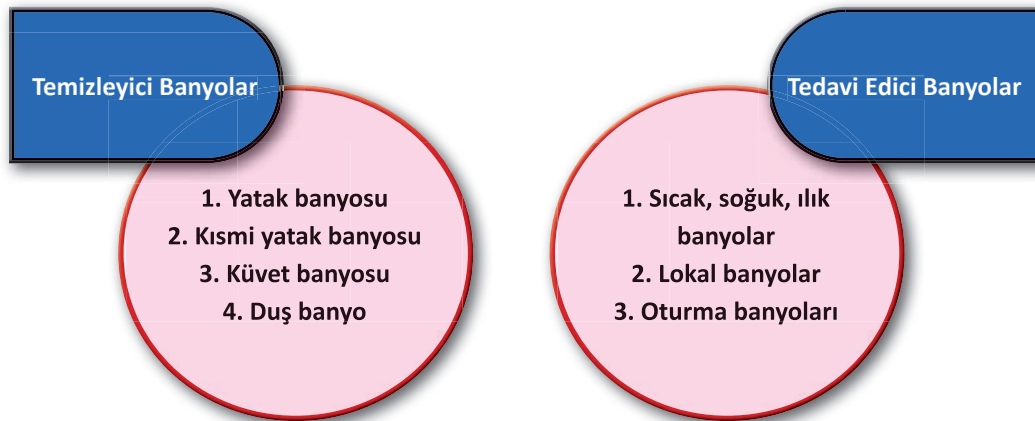 Temizleyici Banyolar
1. Yatak banyosu
2. Kısmi yatak banyosu
3. Küvet banyosu
4. Duş banyo
Tedavi Edici Banyolar
1. Sıcak, soğuk, ılık
banyolar
2. Lokal banyolar
3. Oturma banyoları